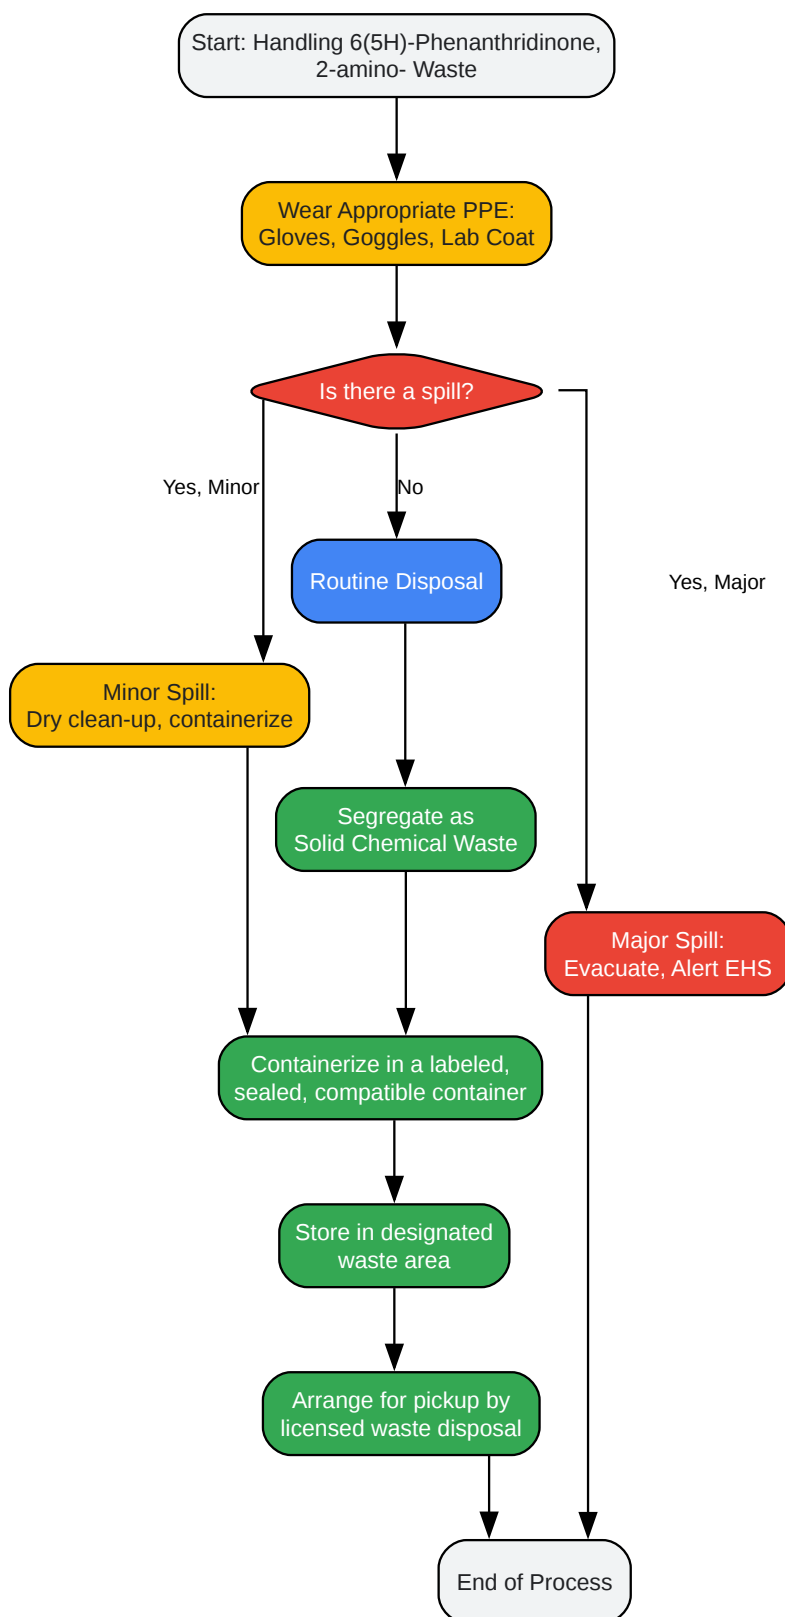 Start: Handling 6(5H)-Phenanthridinone,
2-amino- Waste
Wear Appropriate PPE:
Gloves, Goggles, Lab Coat
Is there a spill?
Yes, Minor
No
Routine Disposal
Yes, Major
Minor Spill:
Dry clean-up, containerize
Segregate as
Solid Chemical Waste
Major Spill:
Evacuate, Alert EHS
Containerize in a labeled,
sealed, compatible container
Store in designated
waste area
Arrange for pickup by
licensed waste disposal
End of Process